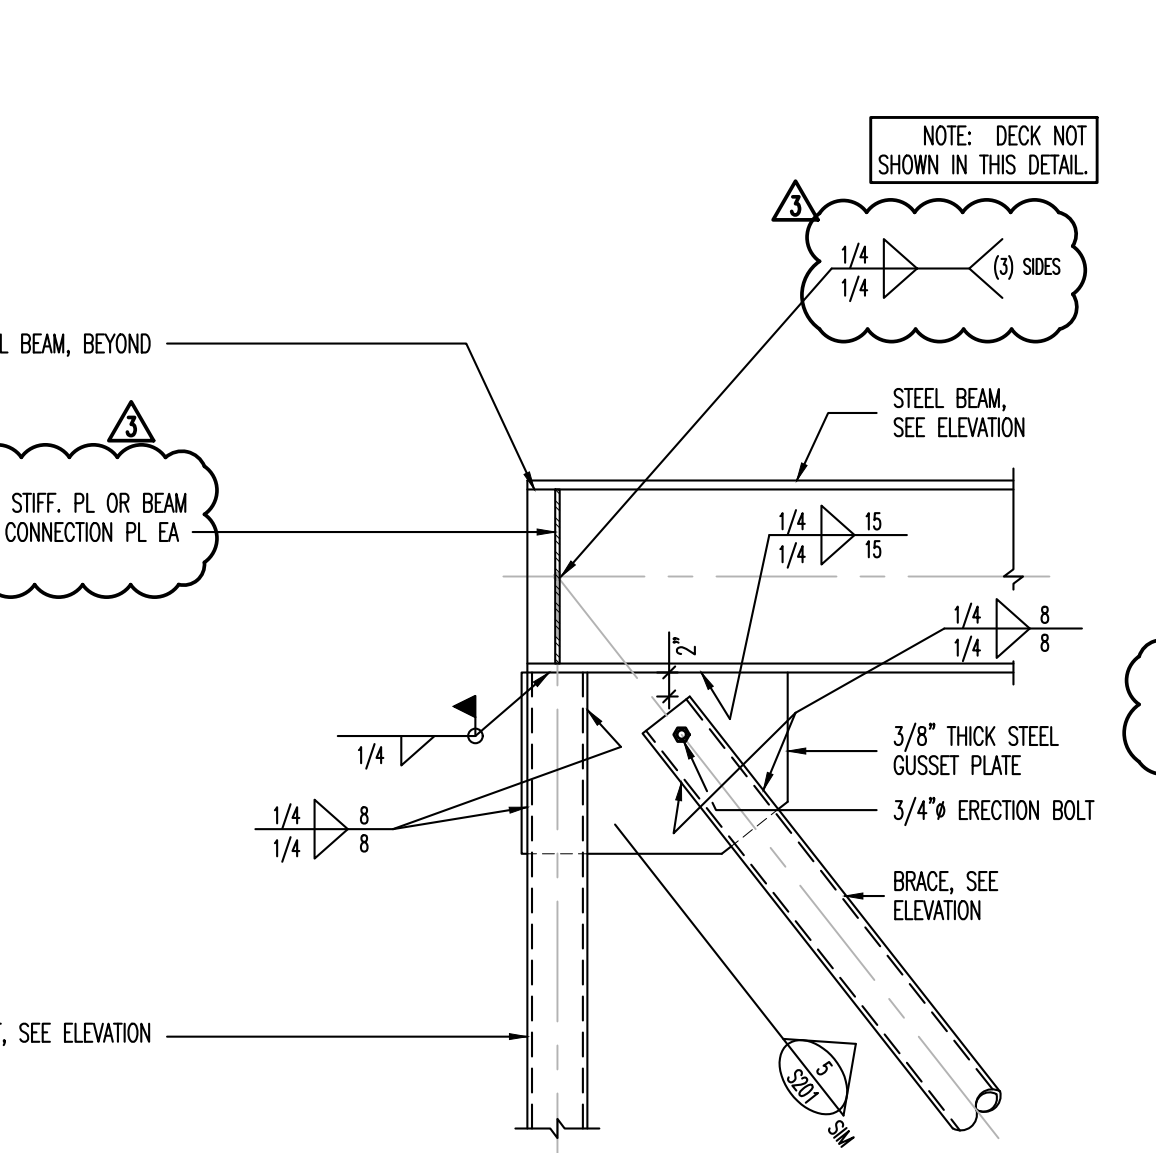 NOTE: DECK NOT
SHOWN IN THIS DETAIL.
3
1/4
1/4
(3) SIDES
BEAM, BEYOND
STEEL BEAM,
SEE ELEVATION
3
STIFF. PL OR BEAM
CONNECTION PL EA
1/4 15
1/4 15
1/4 8
1/4 8
2"
1/4
3/8" THICK STEEL
GUSSET PLATE
3/4"ø ERECTION BOLT
1/4 8
1/4 8
BRACE, SEE
ELEVATION
SEE ELEVATION
5
S201
SIM